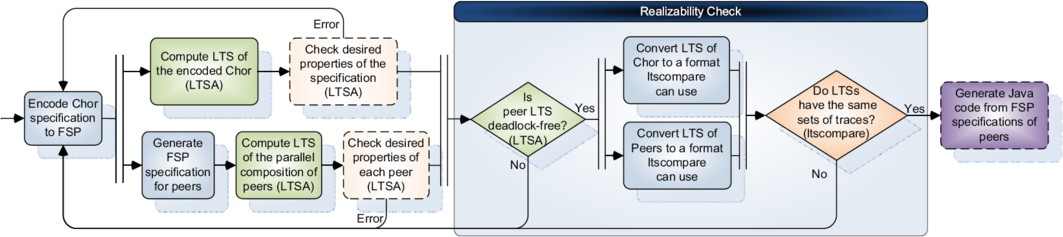 Realizability Check
Error
Encode Chor
specification
to FSP
Compute LTS of
the encoded Chor
(LTSA)
Check desired
properties of the
specification
(LTSA)
Generate
FSP
specification
for peers
Compute LTS
of the parallel
composition of
peers (LTSA)
Check desired
properties of
each peer
(LTSA)
Error
Is
peer LTS
deadlock-free?
(LTSA)
Yes
No
Convert LTS of
Chor to a format
ltscompare
can use
Convert LTS of
Peers to a format
ltscompare
can use
Do LTSs
have the same
sets of traces?
(ltscompare)
Yes
No
Generate Java
code from FSP
specifications of
peers